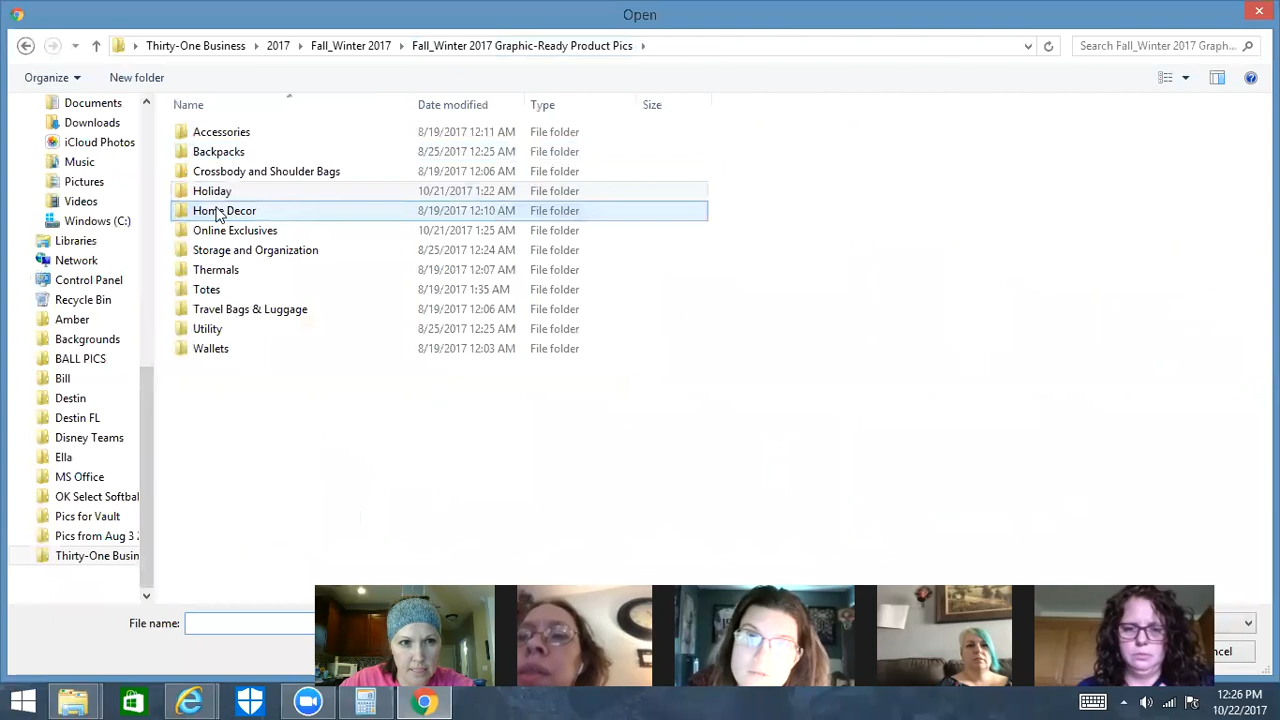 Open
Thirty-One Business
2017
Fall_Winter 2017
Fall_Winter 2017 Graphic-Ready Product Pics
Search Fall_Winter 2017 Graph...
Organize
New folder
Name
Date modified
Type
Size
Documents
Downloads
iCloud Photos
Music
Pictures
Videos
Windows (C:)
Libraries
Network
Control Panel
Recycle Bin
Amber
Backgrounds
BALL PICS
Bill
Destin
Destin FL
Disney Teams
Ella
MS Office
OK Select Softbal
Pics for Vault
Pics from Aug 3 2
Thirty-One Busin
Accessories 8/19/2017 12:11 AM File folder
Backpacks 8/25/2017 12:25 AM File folder
Crossbody and Shoulder Bags 8/19/2017 12:06 AM File folder
Holiday 10/21/2017 1:22 AM File folder
Home Decor 8/19/2017 12:10 AM File folder
Online Exclusives 10/21/2017 1:25 AM File folder
Storage and Organization 8/25/2017 12:24 AM File folder
Thermals 8/19/2017 12:07 AM File folder
Totes 8/19/2017 1:35 AM File folder
Travel Bags & Luggage 8/19/2017 12:06 AM File folder
Utility 8/25/2017 12:25 AM File folder
Wallets 8/19/2017 12:03 AM File folder
File name:
ncel
12:26 PM
10/22/2017